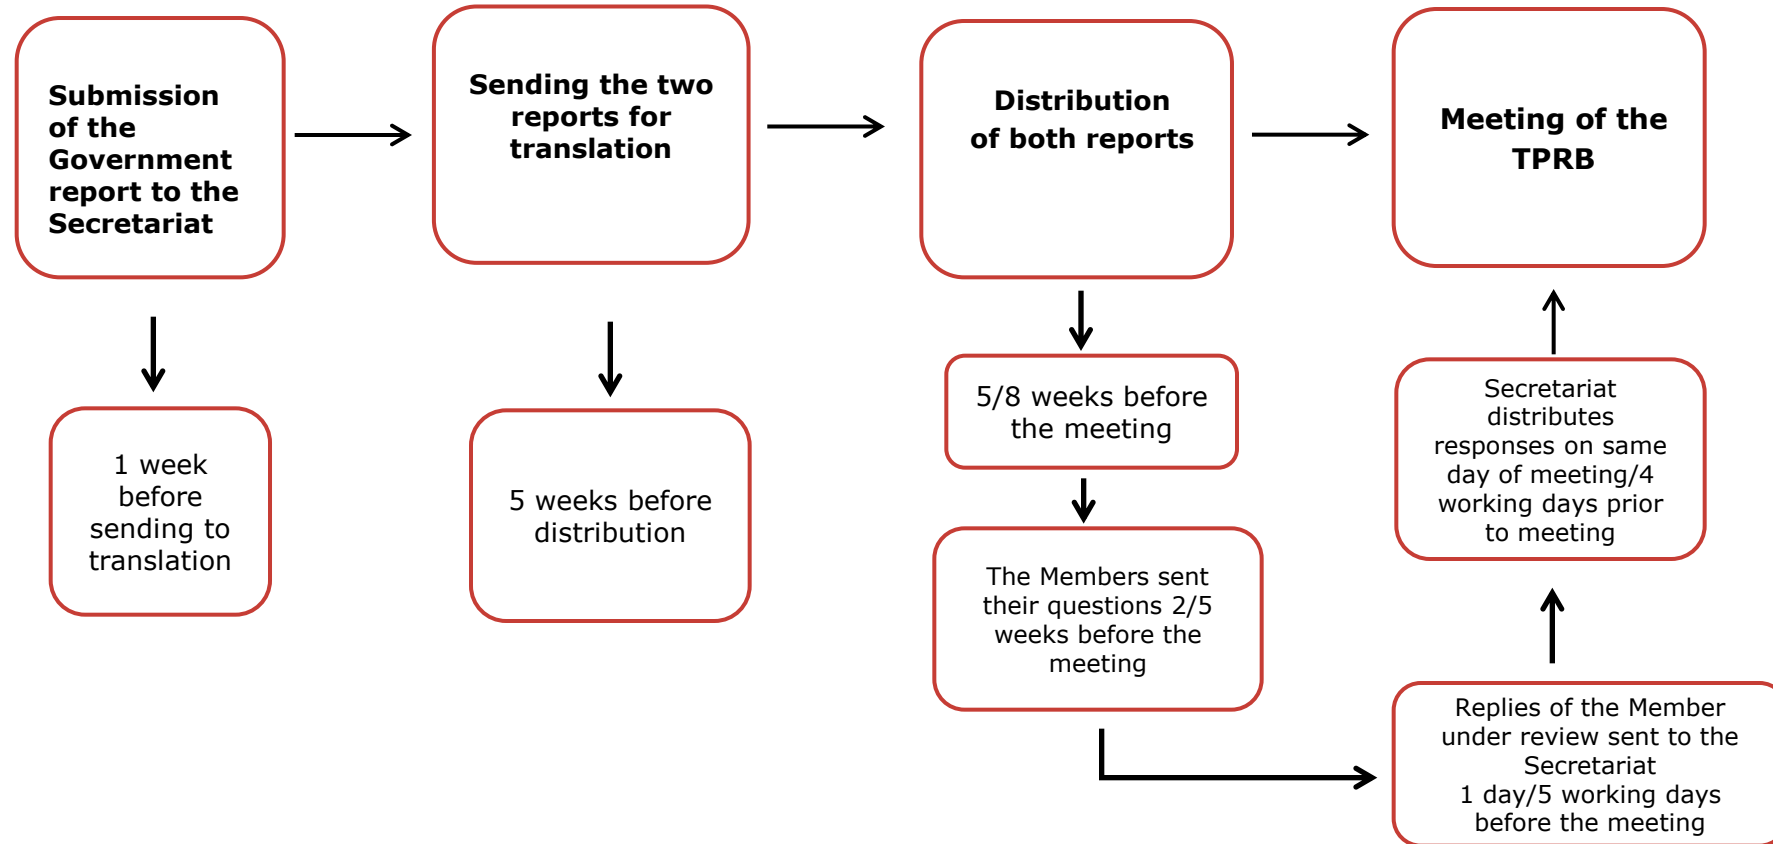 Submission
of the
Government
report to the
Secretariat
Sending the two
reports for
translation
Distribution
of both reports
Meeting of the
TPRB
1 week
before
sending to
translation
5 weeks before
distribution
5/8 weeks before
the meeting
The Members sent
their questions 2/5
weeks before the
meeting
Replies of the Member
under review sent to the
Secretariat
1 day/5 working days
before the meeting
Secretariat
distributes
responses on same
day of meeting/4
working days prior
to meeting